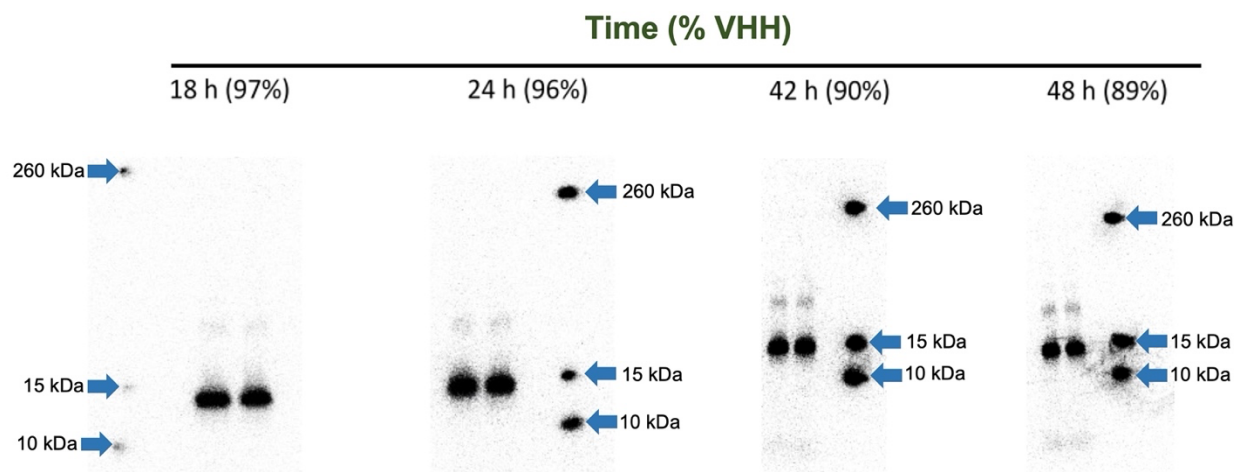 Time (% VHH)
18 h (97%)
24 h (96%)
42 h (90%)
48 h (89%)
260 kDa
15 kDa
10 kDa
260 kDa
15 kDa
10 kDa
260 kDa
15 kDa
10 kDa
260 kDa
15 kDa
10 kDa